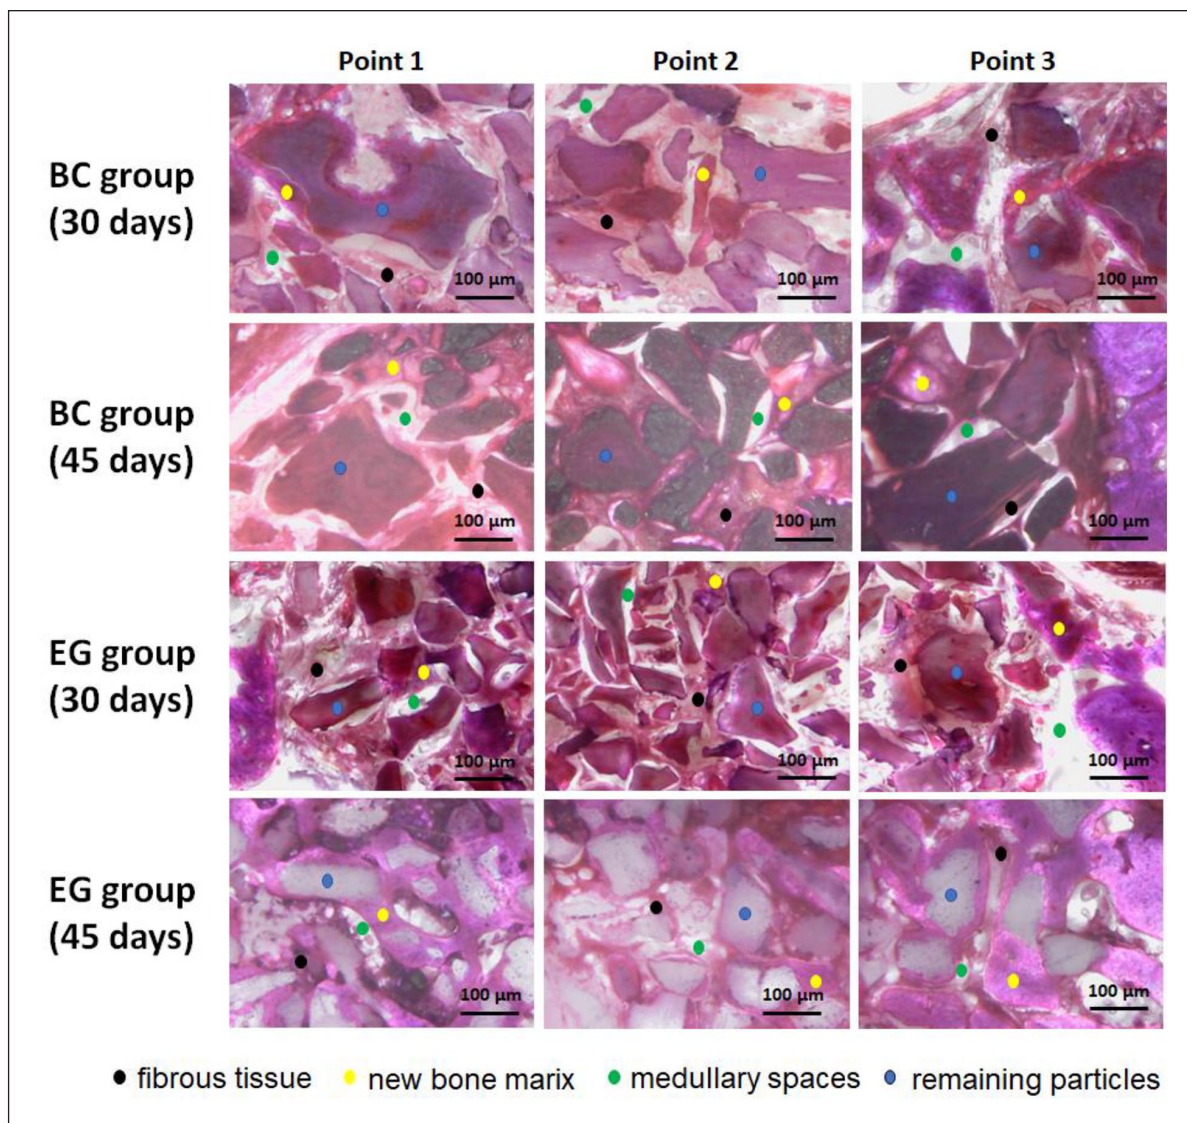 Point 1 Point 2 Point 3
BC group
(30 days)
100 µm 100 µm 100 µm
BC group
(45 days)
100 µm 100 µm 100 µm
EG group
(30 days)
100 µm 100 µm 100 µm
EG group
(45 days)
100 µm 100 µm 100 µm
fibrous tissue new bone marix medullary spaces remaining particles